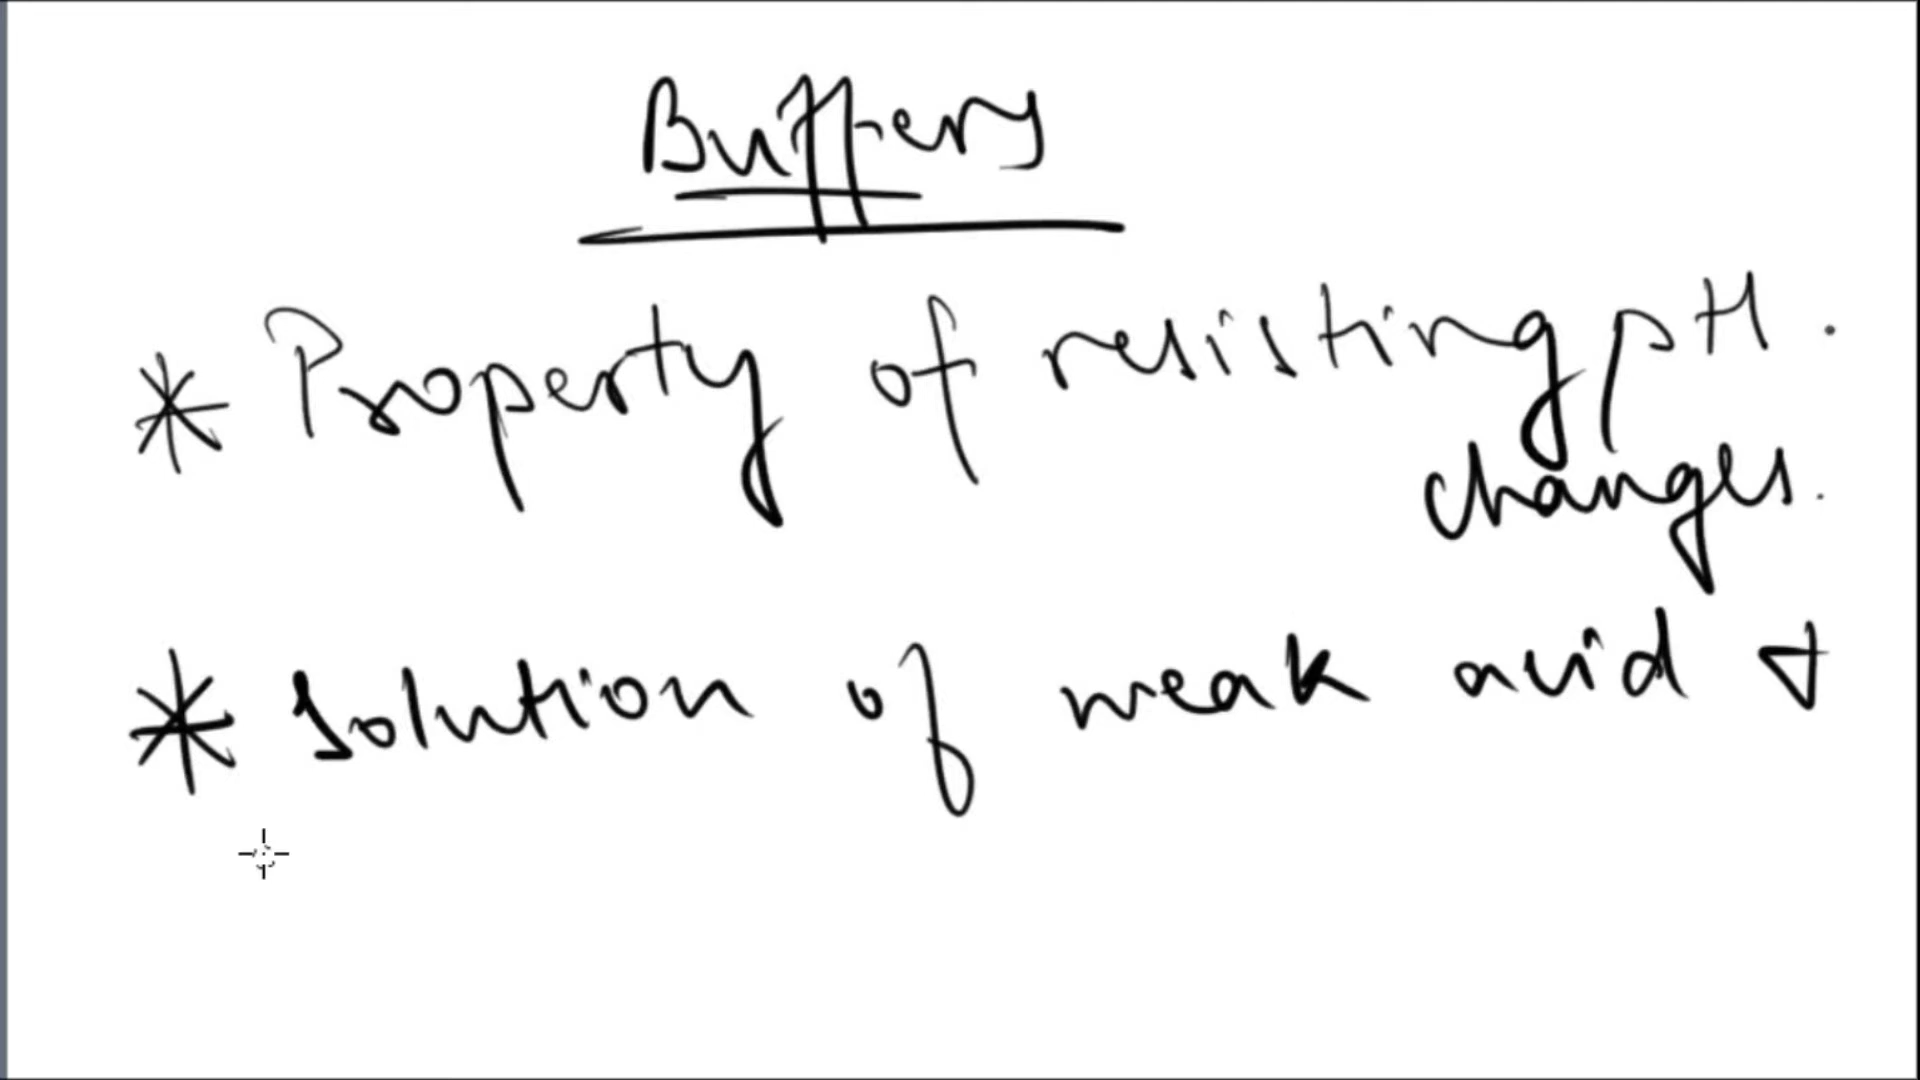 Buffers
* Property of resisting pH.
changes.
* Solution of weak acid &